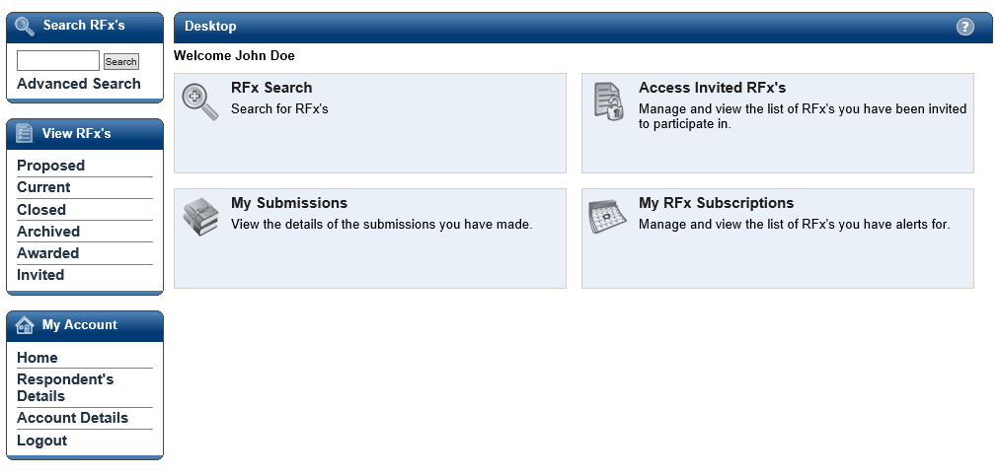 Search RFx's
Search
Advanced Search
View RFx's
Proposed
Current
Closed
Archived
Awarded
Invited
My Account
Home
Respondent's
Details
Account Details
Logout
Desktop
?
Welcome John Doe
RFx Search
Search for RFx's
Access Invited RFx's
Manage and view the list of RFx's you have been invited
to participate in.
My Submissions
View the details of the submissions you have made.
My RFx Subscriptions
Manage and view the list of RFx's you have alerts for.